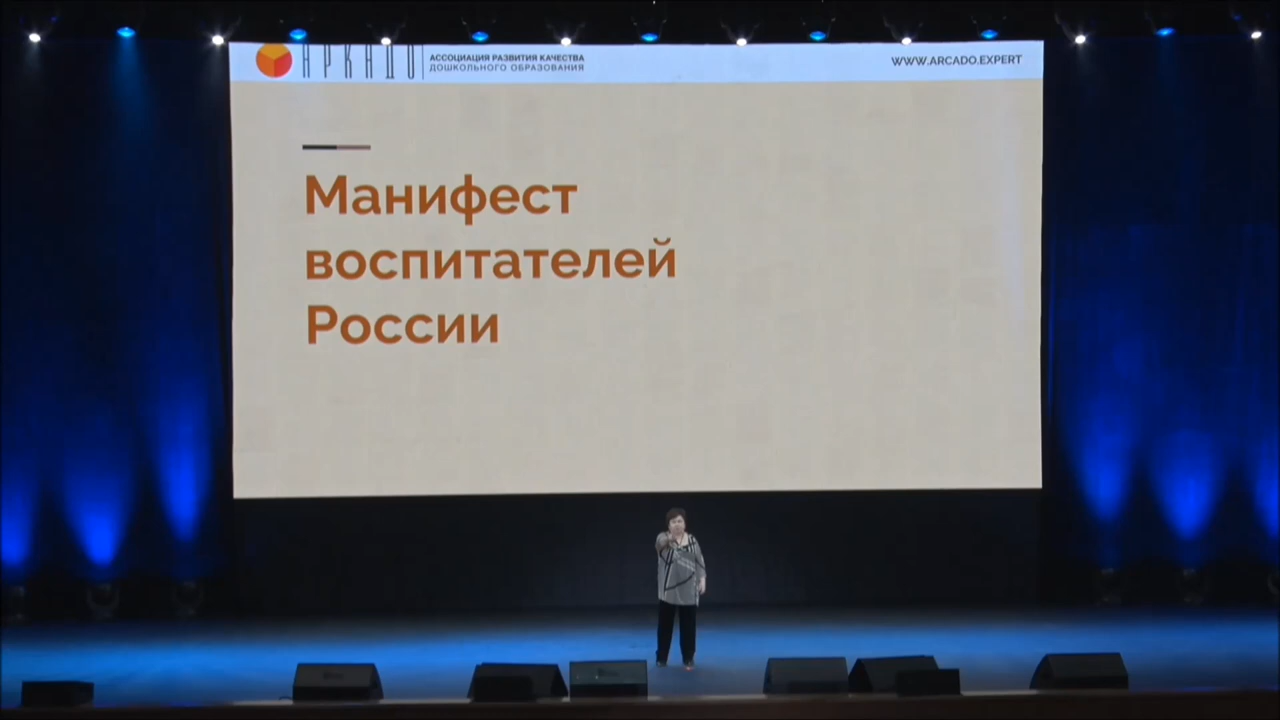 АРКАДО
АССОЦИАЦИЯ РАЗВИТИЯ КАЧЕСТВА
ДОШКОЛЬНОГО ОБРАЗОВАНИЯ
WWW.ARCADO.EXPERT
Манифест
воспитателей
России